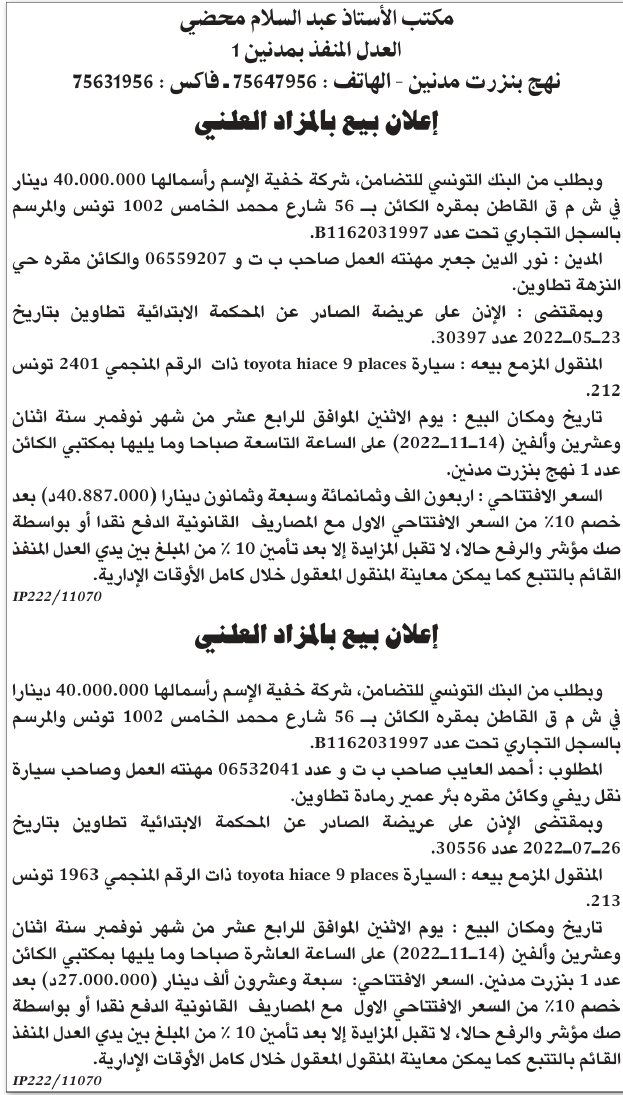 مكتب الأستاذ عبد السلام محضي
العدل المنفذ بمدنين 1
نهج بنزرت مدنين - الهاتف : 75647956 ـ فاكس : 75631956
إعلان بيع بالمزاد العلني
وبطلب من البنك التونسي للتضامن، شركة خفية الإسم رأسمالها 40.000.000 دينار
في ش م ق القاطن بمقره الكائن بـ 56 شارع محمد الخامس 1002 تونس والمرسم
بالسجل التجاري تحت عدد B1162031997.
المدين : نور الدين جعبر مهنته العمل صاحب ب ت و 06559207 والكائن مقره حي
النزهة تطاوين.
وبمقتضى : الإذن على عريضة الصادر عن المحكمة الابتدائية تطاوين بتاريخ
23ــ05ــ2022 عدد 30397.
المنقول المزمع بيعه : سيارة toyota hiace 9 places ذات الرقم المنجمي 2401 تونس
212.
تاريخ ومكان البيع : يوم الاثنين الموافق للرابع عشر من شهر نوفمبر سنة اثنان
وعشرين وألفين (14ــ11ــ2022) على الساعة التاسعة صباحا وما يليها بمكتبي الكائن
عدد 1 نهج بنزرت مدنين.
السعر الافتتاحي : اربعون الف وثمانمائة وسبعة وثمانون دينارا (40.887.000د) بعد
خصم 10٪ من السعر الافتتاحي الاول مع المصاريف القانونية الدفع نقدا أو بواسطة
صك مؤشر والرفع حالا، لا تقبل المزايدة إلا بعد تأمين 10 ٪ من المبلغ بين يدي العدل المنفذ
القائم بالتتبع كما يمكن معاينة المنقول المعقول خلال كامل الأوقات الإدارية.
IP222/11070
إعلان بيع بالمزاد العلني
وبطلب من البنك التونسي للتضامن، شركة خفية الإسم رأسمالها 40.000.000 دينارا
في ش م ق القاطن بمقره الكائن بـ 56 شارع محمد الخامس 1002 تونس والمرسم
بالسجل التجاري تحت عدد B1162031997.
المطلوب : أحمد العايب صاحب ب ت و عدد 06532041 مهنته العمل وصاحب سيارة
نقل ريفي وكائن مقره بئر عمير رمادة تطاوين.
وبمقتضى الإذن على عريضة الصادر عن المحكمة الابتدائية تطاوين بتاريخ
26ــ07ــ2022 عدد 30556.
المنقول المزمع بيعه : السيارة toyota hiace 9 places ذات الرقم المنجمي 1963 تونس
213.
تاريخ ومكان البيع : يوم الاثنين الموافق للرابع عشر من شهر نوفمبر سنة اثنان
وعشرين وألفين (14ــ11ــ2022) على الساعة العاشرة صباحا وما يليها بمكتبي الكائن
عدد 1 بنزرت مدنين. السعر الافتتاحي: سبعة وعشرون ألف دينار (27.000.000د) بعد
خصم 10٪ من السعر الافتتاحي الاول مع المصاريف القانونية الدفع نقدا أو بواسطة
صك مؤشر والرفع حالا، لا تقبل المزايدة إلا بعد تأمين 10 ٪ من المبلغ بين يدي العدل المنفذ
القائم بالتتبع كما يمكن معاينة المنقول المعقول خلال كامل الأوقات الإدارية.
IP222/11070